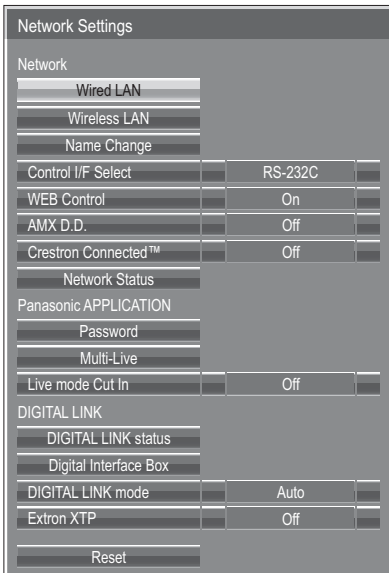 Network Settings
Network
Wired LAN
Wireless LAN
Name Change
Control I/F Select RS-232C
WEB Control On
AMX D.D. Off
Crestron Connected™ Off
Network Status
Panasonic APPLICATION
Password
Multi-Live
Live mode Cut In Off
DIGITAL LINK
DIGITAL LINK status
Digital Interface Box
DIGITAL LINK mode Auto
Extron XTP Off
Reset